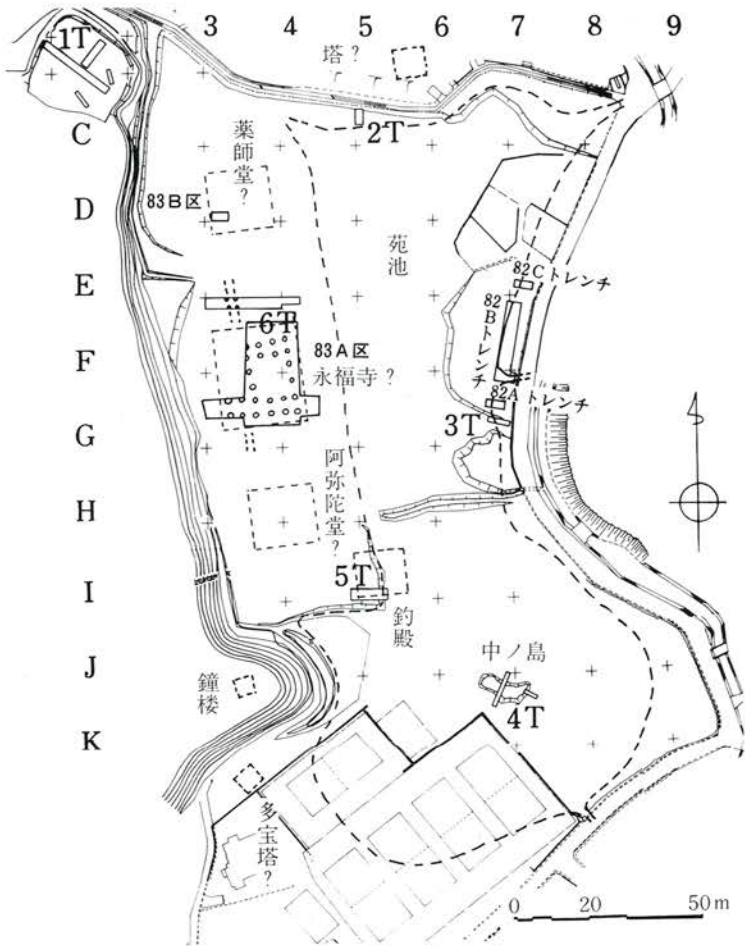 3 4 5 6 7 8 9
1T
塔？
C
2T
薬師堂？
D
83B区
苑池
E
82Cトレンチ
82Bトレンチ
6T
F
83A区
永福寺？
82Aトレンチ
3T
G
阿弥陀堂？
H
I
5T
釣殿
J
中ノ島
鐘楼
4T
K
多宝塔？
0 20 50m